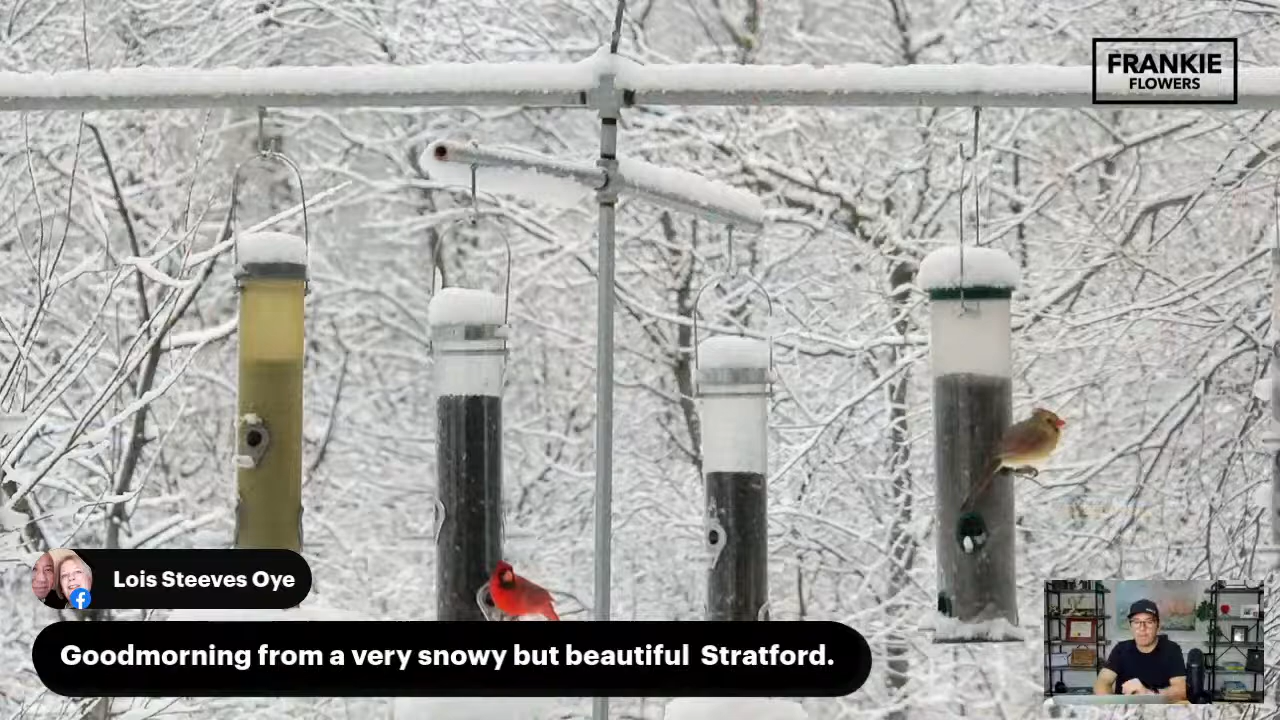 FRANKIE
FLOWERS
Lois Steeves Oye
Goodmorning from a very snowy but beautiful Stratford.